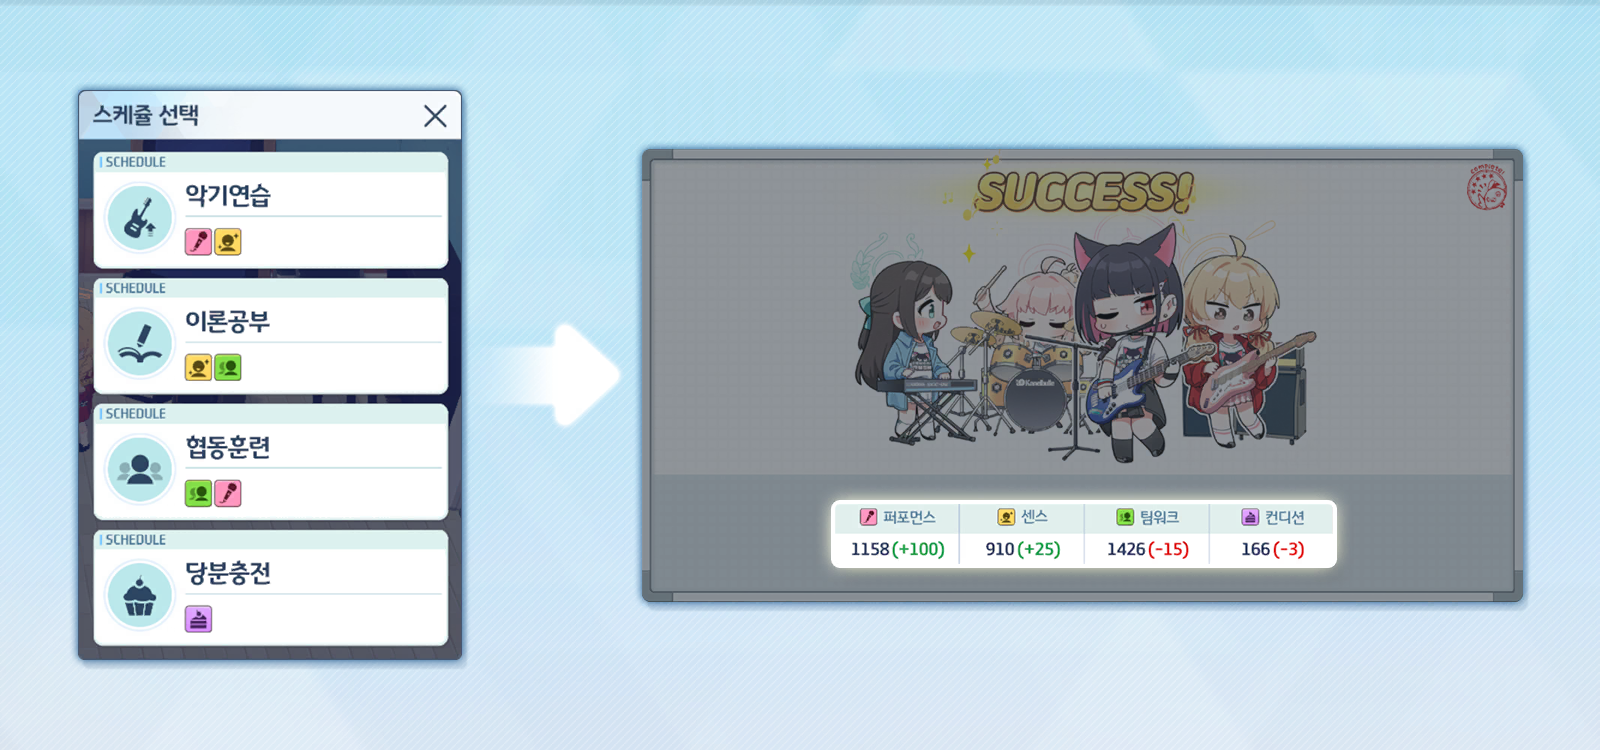 스케쥴 선택
SCHEDULE
악기연습
SCHEDULE
이론공부
SCHEDULE
협동훈련
SCHEDULE
당분충전
SUCCESS!
퍼포먼스 센스 팀워크 컨디션
1158(+100) 910(+25) 1426(-15) 166(-3)